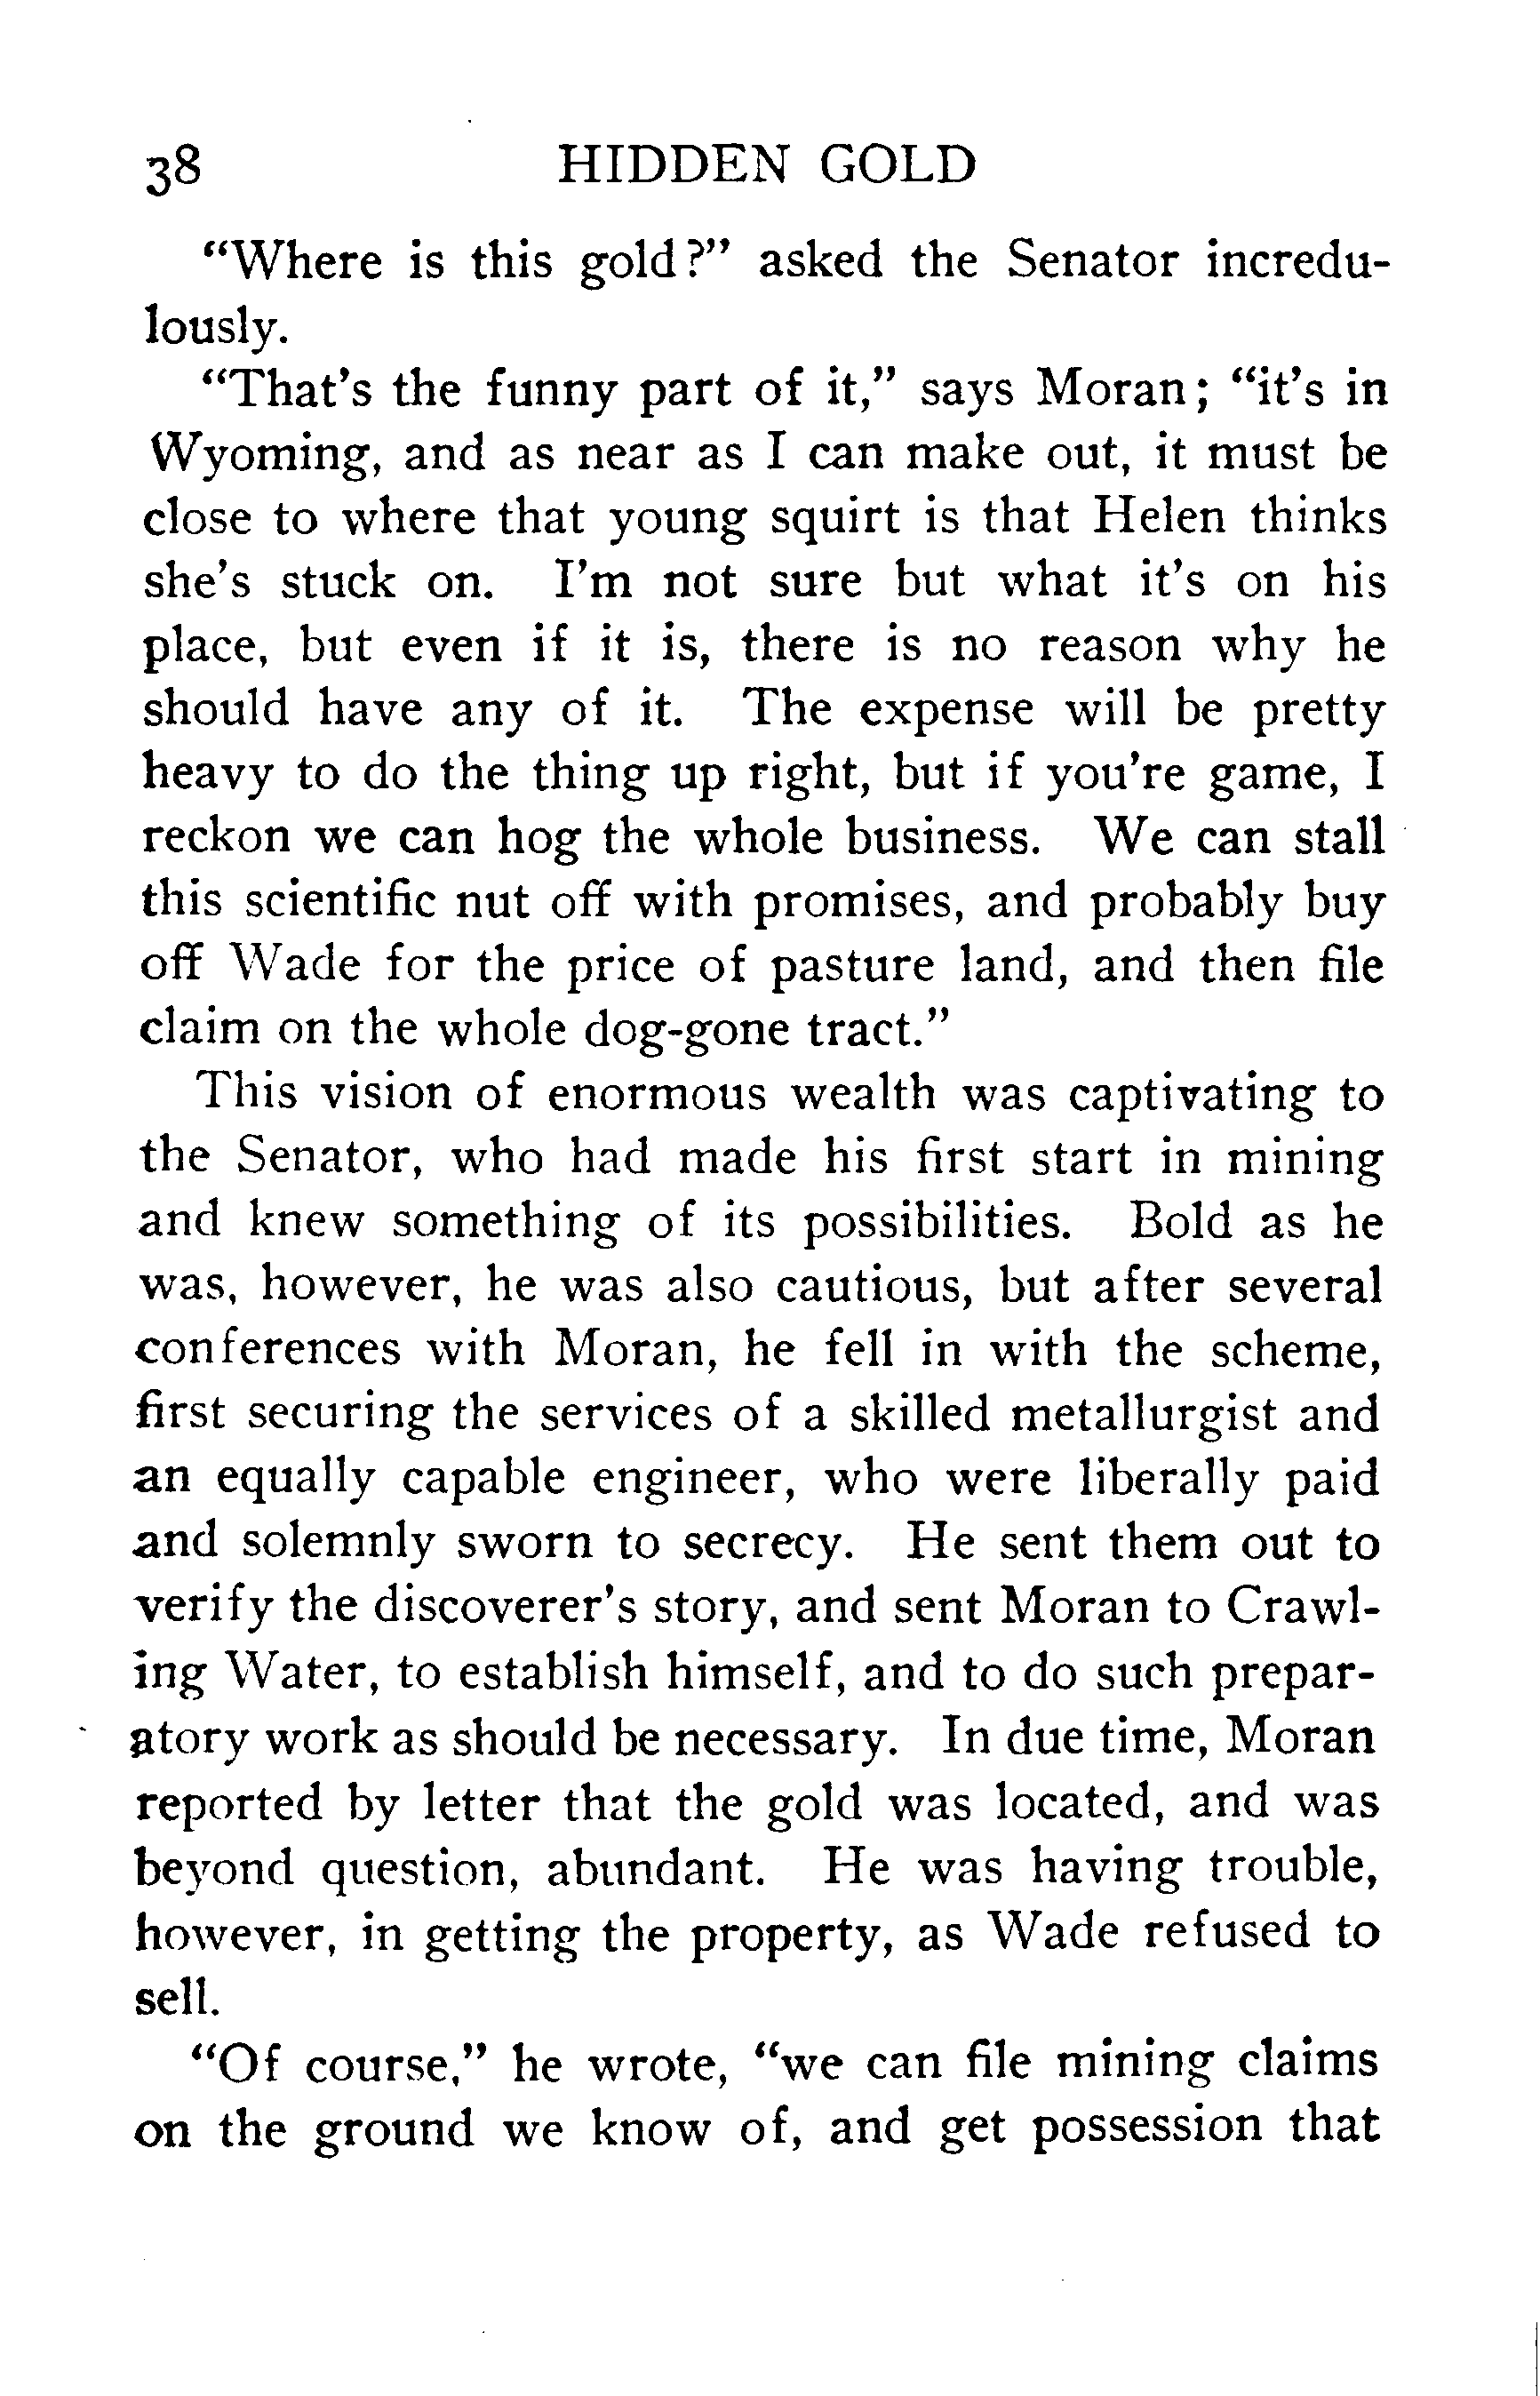 38 HIDDEN GOLD
“Where is this gold?” asked the Senator incredu-
lously.
“That’s the funny part of it,” says Moran; “it’s in
Wyoming, and as near as I can make out, it must be
close to where that young squirt is that Helen thinks
she’s stuck on. I’m not sure but what it’s on his
place, but even if it is, there is no reason why he
should have any of it. The expense will be pretty
heavy to do the thing up right, but if you’re game, I
reckon we can hog the whole business. We can stall
this scientific nut off with promises, and probably buy
off Wade for the price of pasture land, and then file
claim on the whole dog-gone tract.”
This vision of enormous wealth was captivating to
the Senator, who had made his first start in mining
and knew something of its possibilities. Bold as he
was, however, he was also cautious, but after several
conferences with Moran, he fell in with the scheme,
first securing the services of a skilled metallurgist and
an equally capable engineer, who were liberally paid
and solemnly sworn to secrecy. He sent them out to
verify the discoverer’s story, and sent Moran to Crawl-
ing Water, to establish himself, and to do such prepar-
atory work as should be necessary. In due time, Moran
reported by letter that the gold was located, and was
beyond question, abundant. He was having trouble,
however, in getting the property, as Wade refused to
sell.
“Of course,” he wrote, “we can file mining claims
on the ground we know of, and get possession that